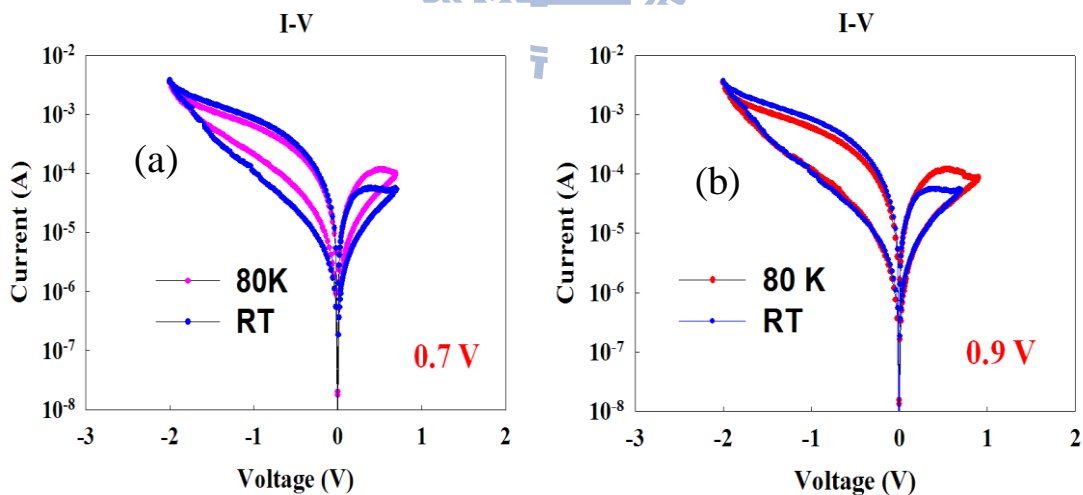 I-V
10-2
10-3
10-4
10-5
10-6
10-7
10-8
Current (A)
(a)
80K
RT
0.7 V
-3 -2 -1 0 1 2
Voltage (V)
I-V
10-2
10-3
10-4
10-5
10-6
10-7
10-8
Current (A)
(b)
80 K
RT
0.9 V
-3 -2 -1 0 1 2
Voltage (V)